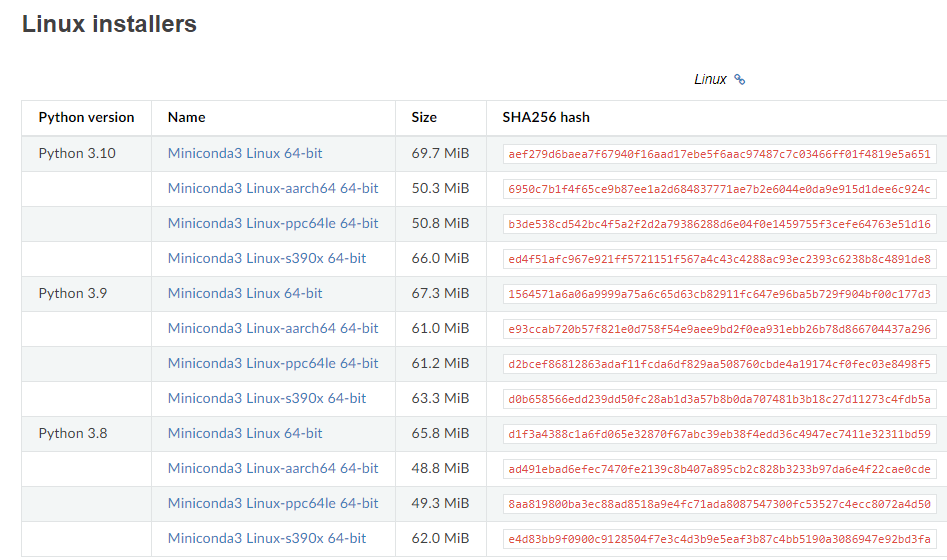 Linux installers
Linux
Python version Name Size SHA256 hash
Python 3.10 Miniconda3 Linux 64-bit 69.7 MiB aef279d6baea7f67940f16aad17ebe5f6aac97487c7c03466ff01f4819e5a651
Miniconda3 Linux-aarch64 64-bit 50.3 MiB 6950c7b1f4f65ce9b87ee1a2d684837771ae7b2e6044e0da9e915d1dee6c924c
Miniconda3 Linux-ppc64le 64-bit 50.8 MiB b3de538cd542bc4f5a2f2d2a79386288d6e04f0e1459755f3cefe64763e51d16
Miniconda3 Linux-s390x 64-bit 66.0 MiB ed4f51afc967e921ff5721151f567a4c43c4288ac93ec2393c6238b8c4891de8
Python 3.9 Miniconda3 Linux 64-bit 67.3 MiB 1564571a6a06a9999a75a6c65d63cb82911fc647e96ba5b729f904bf00c177d3
Miniconda3 Linux-aarch64 64-bit 61.0 MiB e93ccab720b57f821e0d758f54e9aee9bd2f0ea931ebb26b78d866704437a296
Miniconda3 Linux-ppc64le 64-bit 61.2 MiB d2bcef86812863adaf11fcda6df829aa508760cbde4a19174cf0fec03e8498f5
Miniconda3 Linux-s390x 64-bit 63.3 MiB d0b658566edd239dd50fc28ab1d3a57b8b0da707481b3b18c27d11273c4fdb5a
Python 3.8 Miniconda3 Linux 64-bit 65.8 MiB d1f3a4388c1a6fd065e32870f67abc39eb38f4edd36c4947ec7411e32311bd59
Miniconda3 Linux-aarch64 64-bit 48.8 MiB ad491ebad6efec7470fe2139c8b407a895cb2c828b3233b97da6e4f22cae0cde
Miniconda3 Linux-ppc64le 64-bit 49.3 MiB 8aa819800ba3ec88ad8518a9e4fc71ada8087547300fc53527c4ecc8072a4d50
Miniconda3 Linux-s390x 64-bit 62.0 MiB e4d83bb9f0900c9128504f7e3c4d3b9e5eaf3b87c4bb5190a3086947e92bd3fa